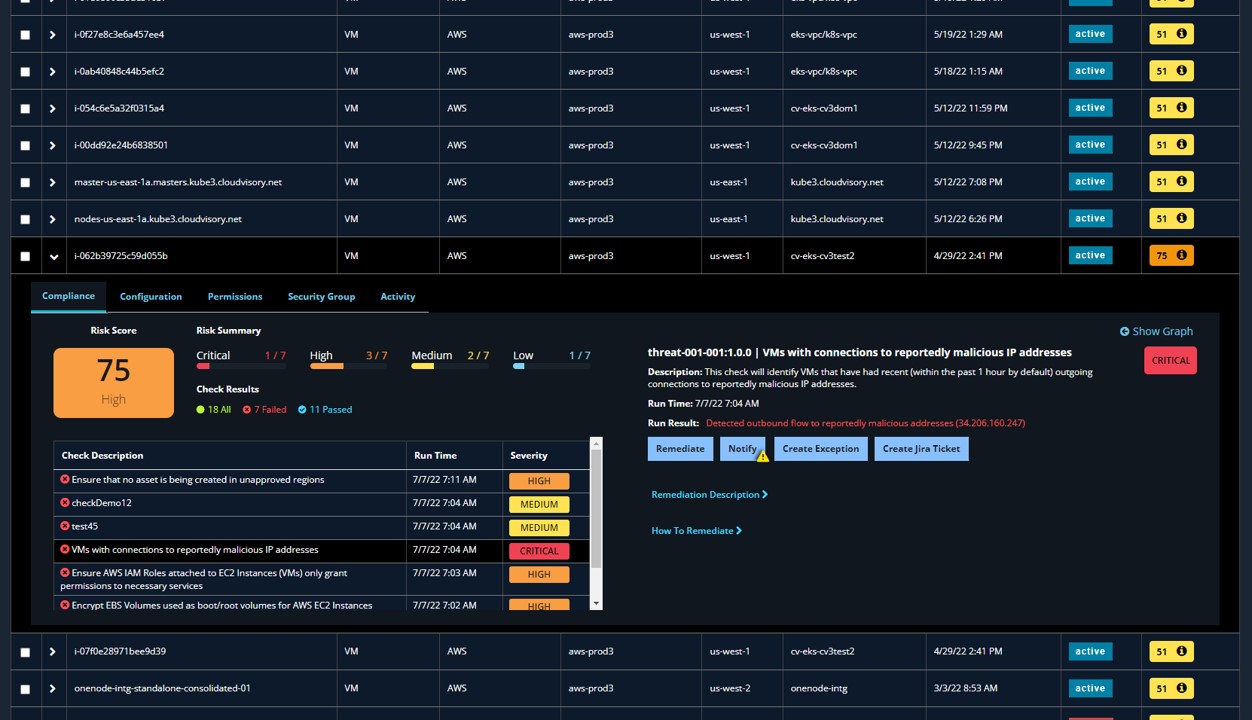 51
i-0f27e8c3e6a457ee4 VM AWS aws-prod3 us-west-1 eks-vpc/k8s-vpc 5/19/22 1:29 AM active 51
i-0ab40848c44b5efc2 VM AWS aws-prod3 us-west-1 eks-vpc/k8s-vpc 5/18/22 1:15 AM active 51
i-054c6e5a32f0315a4 VM AWS aws-prod3 us-west-1 cv-eks-cv3dom1 5/12/22 11:59 PM active 51
i-00dd92e24b6838501 VM AWS aws-prod3 us-west-1 cv-eks-cv3dom1 5/12/22 9:45 PM active 51
master-us-east-1a.masters.kube3.cloudvisory.net VM AWS aws-prod3 us-east-1 kube3.cloudvisory.net 5/12/22 7:08 PM active 51
nodes-us-east-1a.kube3.cloudvisory.net VM AWS aws-prod3 us-east-1 kube3.cloudvisory.net 5/12/22 6:26 PM active 51
i-062b39725c59d055b VM AWS aws-prod3 us-west-1 cv-eks-cv3test2 4/29/22 2:41 PM active 75
Compliance Configuration Permissions Security Group Activity
Risk Score
75
High
Risk Summary
Critical 1 / 7 High 3 / 7 Medium 2 / 7 Low 1 / 7
Check Results
18 All 7 Failed 11 Passed
Check Description Run Time Severity
Ensure that no asset is being created in unapproved regions 7/7/22 7:11 AM HIGH
checkDemo12 7/7/22 7:04 AM MEDIUM
test45 7/7/22 7:04 AM MEDIUM
VMs with connections to reportedly malicious IP addresses 7/7/22 7:04 AM CRITICAL
Ensure AWS IAM Roles attached to EC2 Instances (VMs) only grant 7/7/22 7:03 AM HIGH
permissions to necessary services
Encrypt EBS Volumes used as boot/root volumes for AWS EC2 Instances 7/7/22 7:02 AM HIGH
Show Graph
threat-001-001:1.0.0 | VMs with connections to reportedly malicious IP addresses CRITICAL
Description: This check will identify VMs that have had recent (within the past 1 hour by default) outgoing
connections to reportedly malicious IP addresses.
Run Time: 7/7/22 7:04 AM
Run Result: Detected outbound flow to reportedly malicious addresses (34.206.160.247)
Remediate Notify Create Exception Create Jira Ticket
Remediation Description
How To Remediate
i-07f0e28971bee9d39 VM AWS aws-prod3 us-west-1 cv-eks-cv3test2 4/29/22 2:41 PM active 51
onenode-intg-standalone-consolidated-01 VM AWS aws-prod3 us-west-2 onenode-intg 3/3/22 8:53 AM active 51